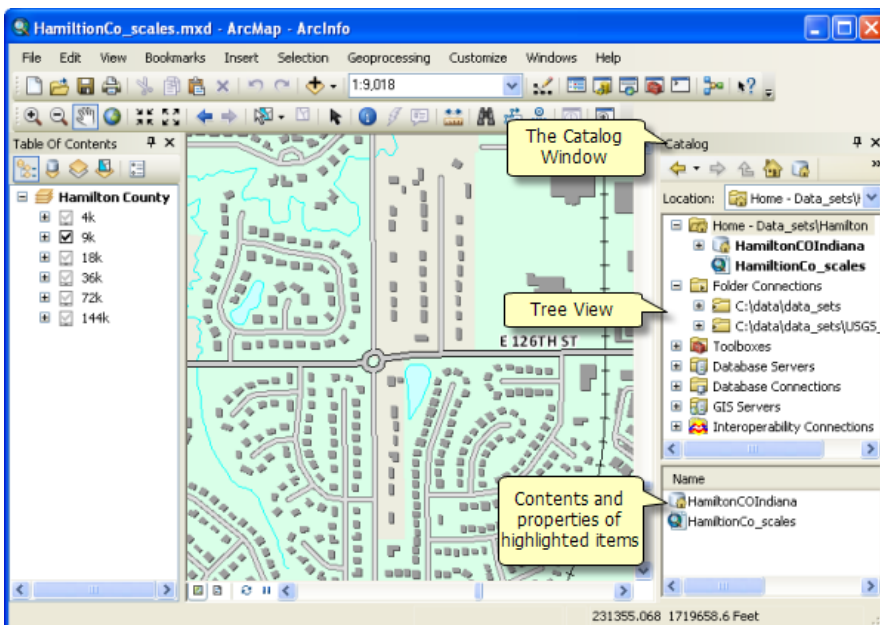 HamiltionCo_scales.mxd - ArcMap - ArcInfo
File Edit View Bookmarks Insert Selection Geoprocessing Customize Windows Help
1:9,018
Table Of Contents
Hamilton County
4k
9k
18k
36k
72k
144k
E 126TH ST
The Catalog
Window
Tree View
Contents and
properties of
highlighted items
Catalog
Location: Home - Data_sets\
Home - Data_sets\Hamilton
HamiltonCOIndiana
HamiltionCo_scales
Folder Connections
C:\data\data_sets
C:\data\data_sets\USGS_
Toolboxes
Database Servers
Database Connections
GIS Servers
Interoperability Connections
Name
HamiltonCOIndiana
HamiltionCo_scales
231355.068 1719658.6 Feet